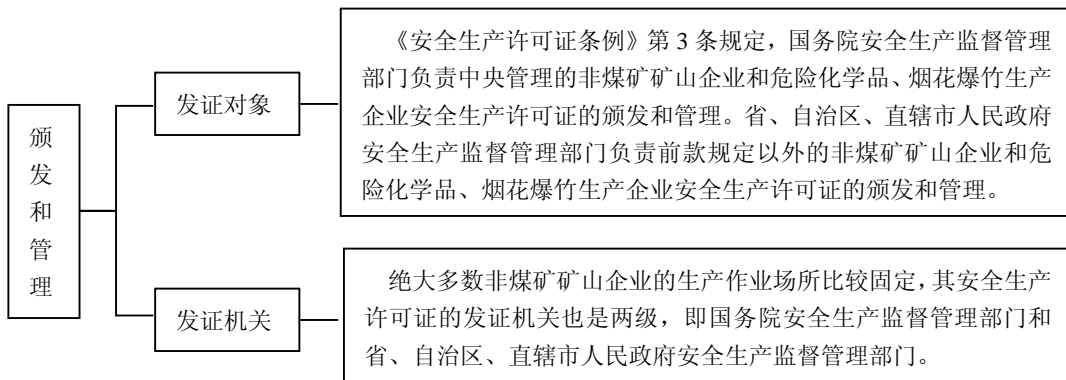 颁发和管理
发证对象
《安全生产许可证条例》第 3 条规定，国务院安全生产监督管理
部门负责中央管理的非煤矿矿山企业和危险化学品、烟花爆竹生产
企业安全生产许可证的颁发和管理。省、自治区、直辖市人民政府
安全生产监督管理部门负责前款规定以外的非煤矿矿山企业和危
险化学品、烟花爆竹生产企业安全生产许可证的颁发和管理。
发证机关
绝大多数非煤矿矿山企业的生产作业场所比较固定，其安全生产
许可证的发证机关也是两级，即国务院安全生产监督管理部门和
省、自治区、直辖市人民政府安全生产监督管理部门。